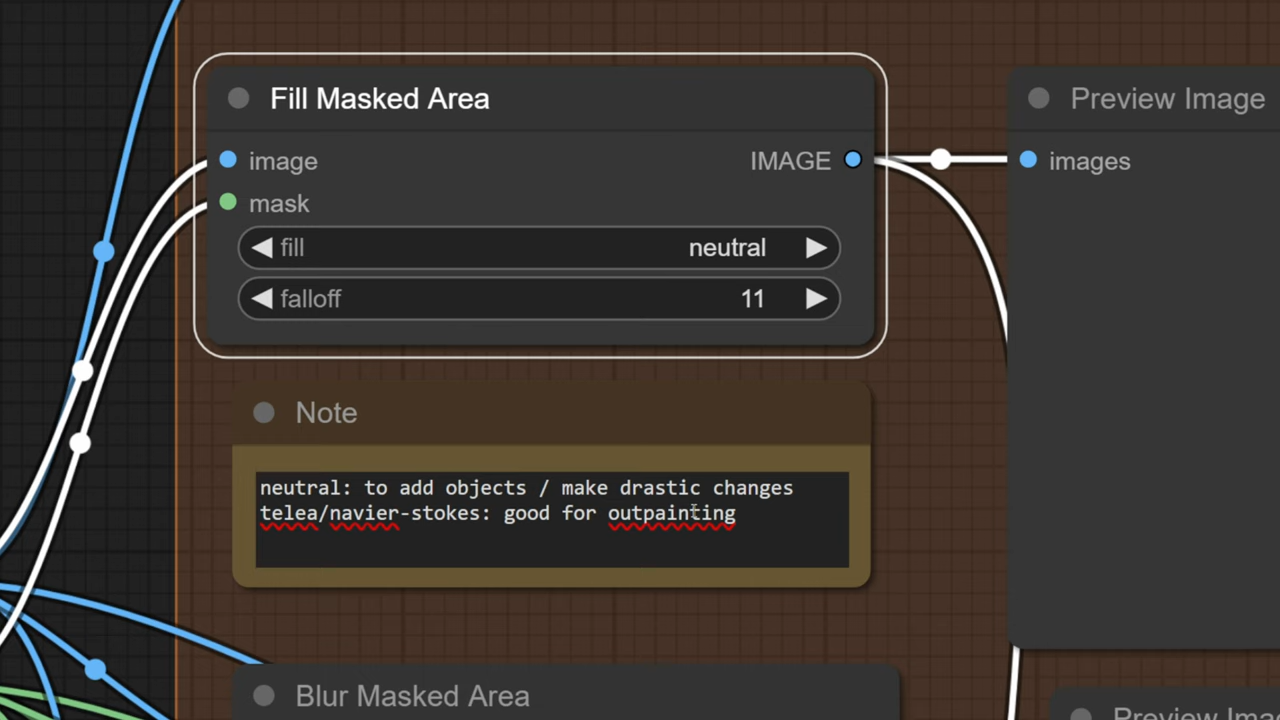 Fill Masked Area
image
IMAGE
mask
fill
neutral
falloff
11
Preview Image
images
Note
neutral: to add objects / make drastic changes
telea/navier-stokes: good for outpainting
Blur Masked Area
Preview